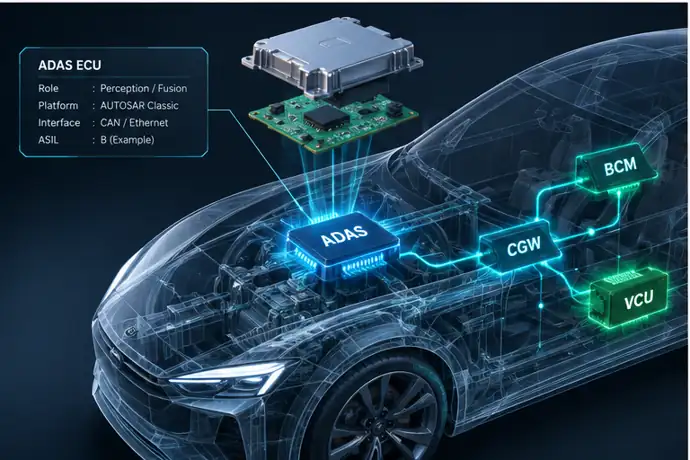 ADAS ECU
Role : Perception / Fusion
Platform : AUTOSAR Classic
Interface : CAN / Ethernet
ASIL : B (Example)
BCM
ADAS
CGW
VCU